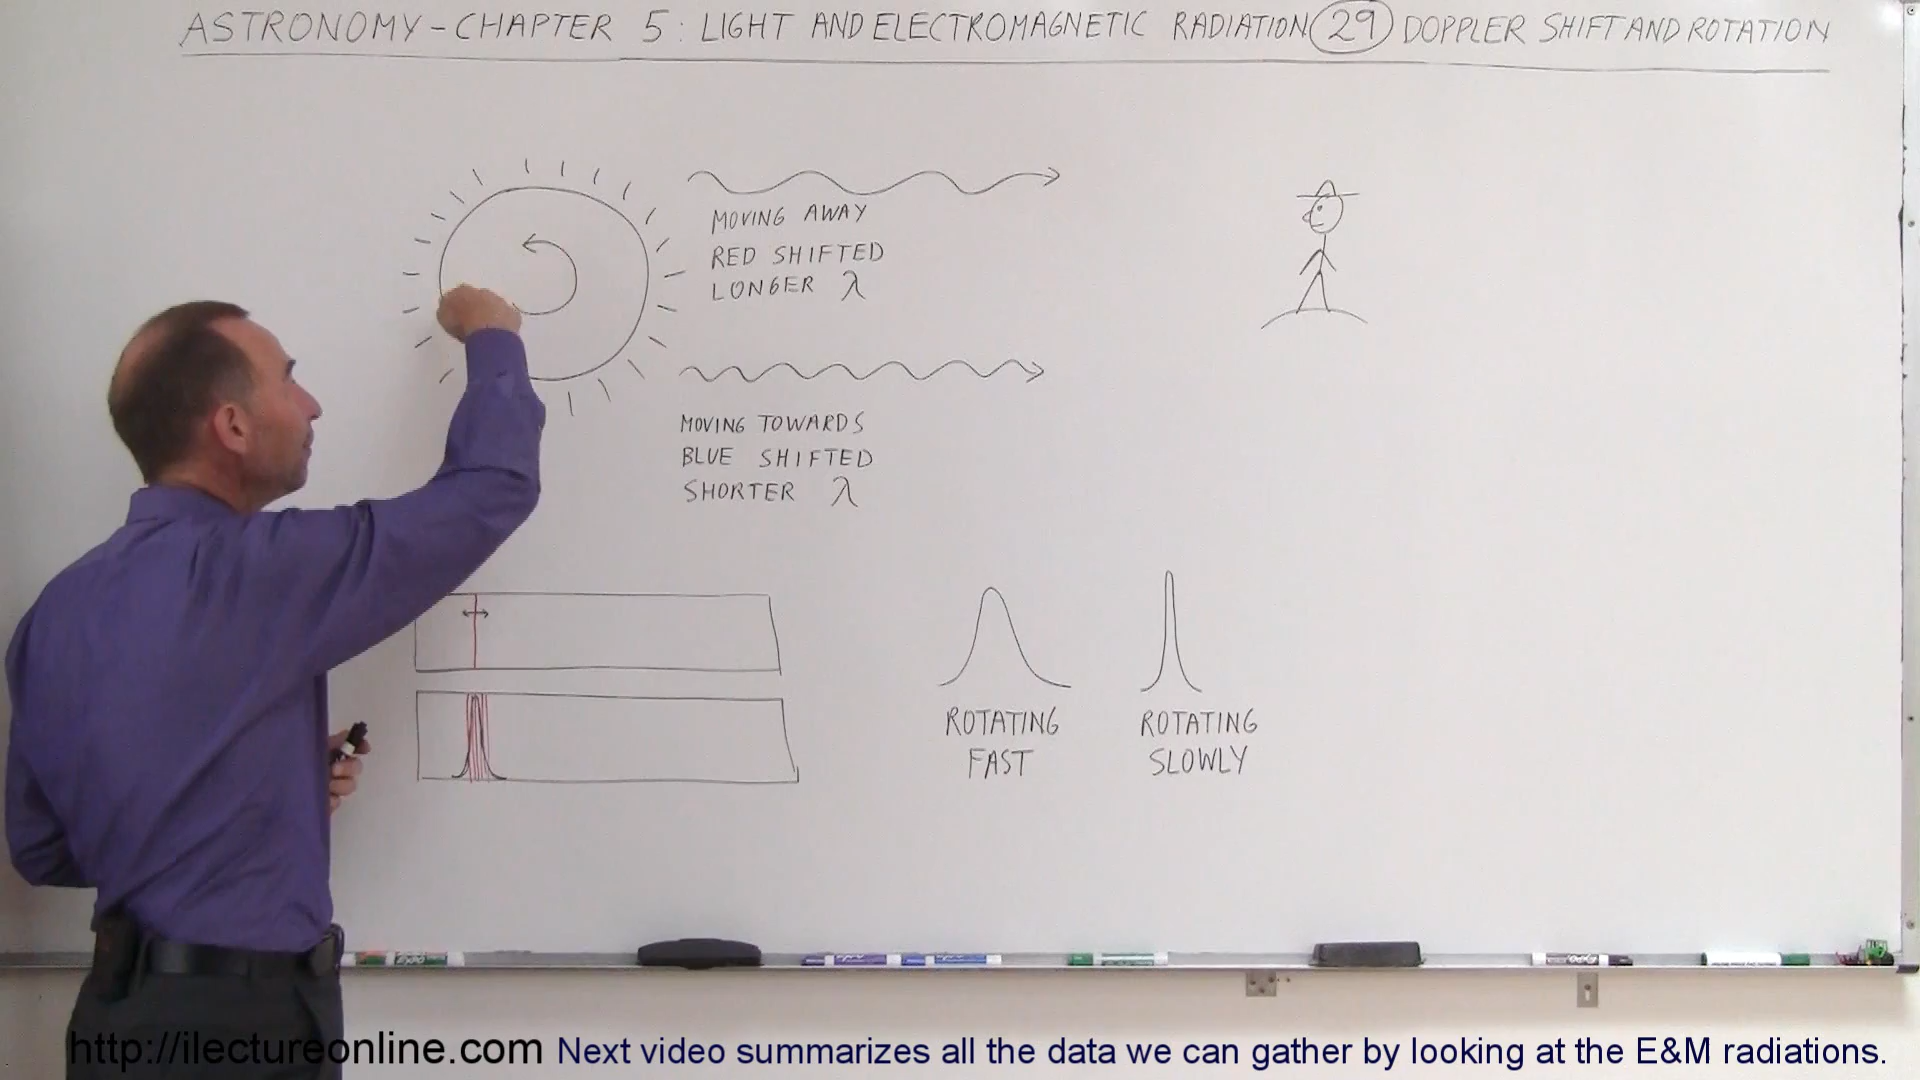 ASTRONOMY - CHAPTER 5: LIGHT AND ELECTROMAGNETIC RADIATION 29 DOPPLER SHIFT AND ROTATION
MOVING AWAY
RED SHIFTED
LONGER λ
MOVING TOWARDS
BLUE SHIFTED
SHORTER λ
ROTATING
FAST
ROTATING
SLOWLY
http://ilectureonline.com Next video summarizes all the data we can gather by looking at the E&M radiations.